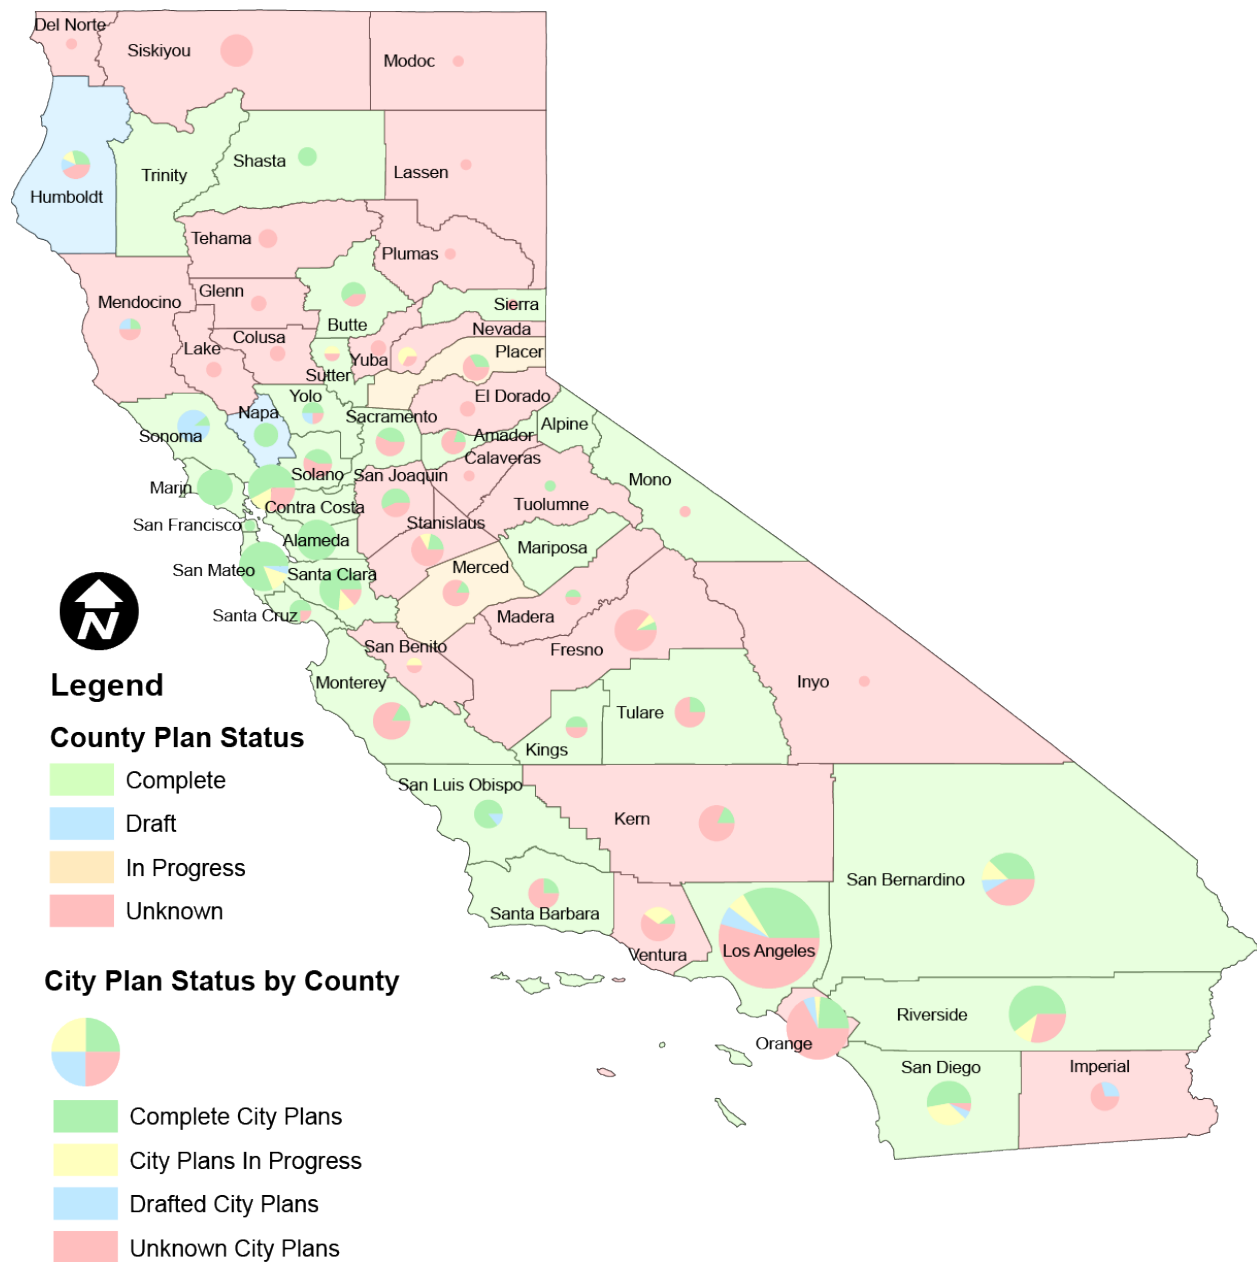 Del Norte
Siskiyou
Modoc
Shasta
Trinity
Lassen
Humboldt
Tehama
Plumas
Glenn
Mendocino
Sierra
Butte
Nevada
Colusa
Lake
Placer
Yuba
Sutter
Yolo
El Dorado
Napa
Sacramento
Alpine
Sonoma
Amador
Calaveras
Solano
San Joaquin
Mono
Marin
Contra Costa
Tuolumne
San Francisco
Stanislaus
Alameda
Mariposa
Merced
San Mateo
Santa Clara
Santa Cruz
Madera
San Benito
Fresno
N
Legend
Monterey
Inyo
Tulare
County Plan Status
Kings
Complete
San Luis Obispo
Draft
Kern
In Progress
San Bernardino
Unknown
Santa Barbara
Los Angeles
Ventura
City Plan Status by County
Riverside
Orange
San Diego
Imperial
Complete City Plans
City Plans In Progress
Drafted City Plans
Unknown City Plans